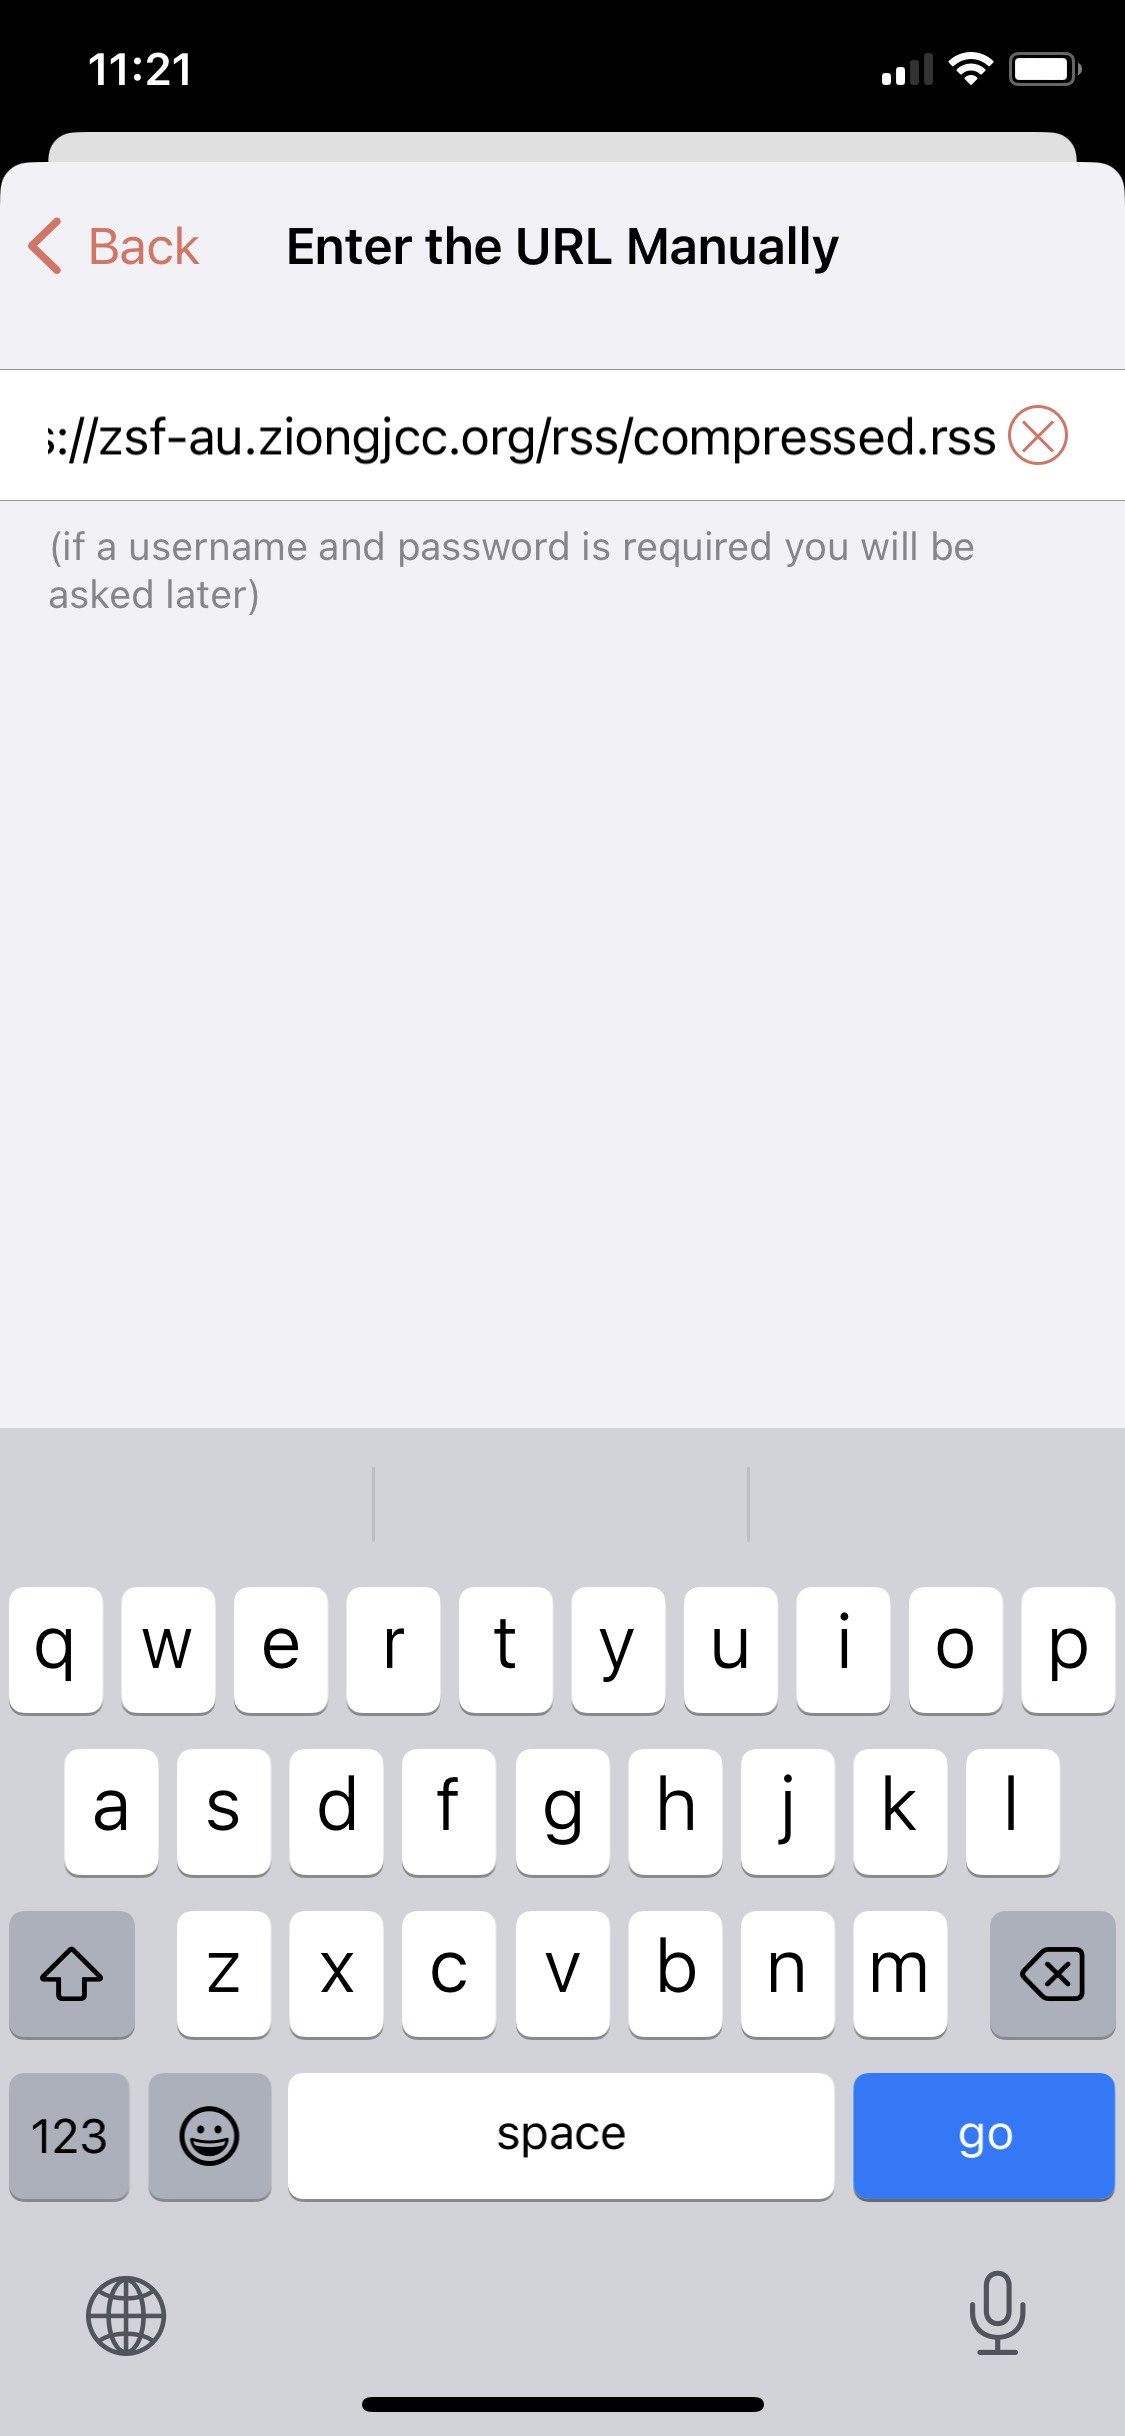 11:21
Back
Enter the URL Manually
s://zsf-au.ziongjcc.org/rss/compressed.rss
(if a username and password is required you will be
asked later)
q w e r t y u i o p
a s d f g h j k l
z x c v b n m
123 space go